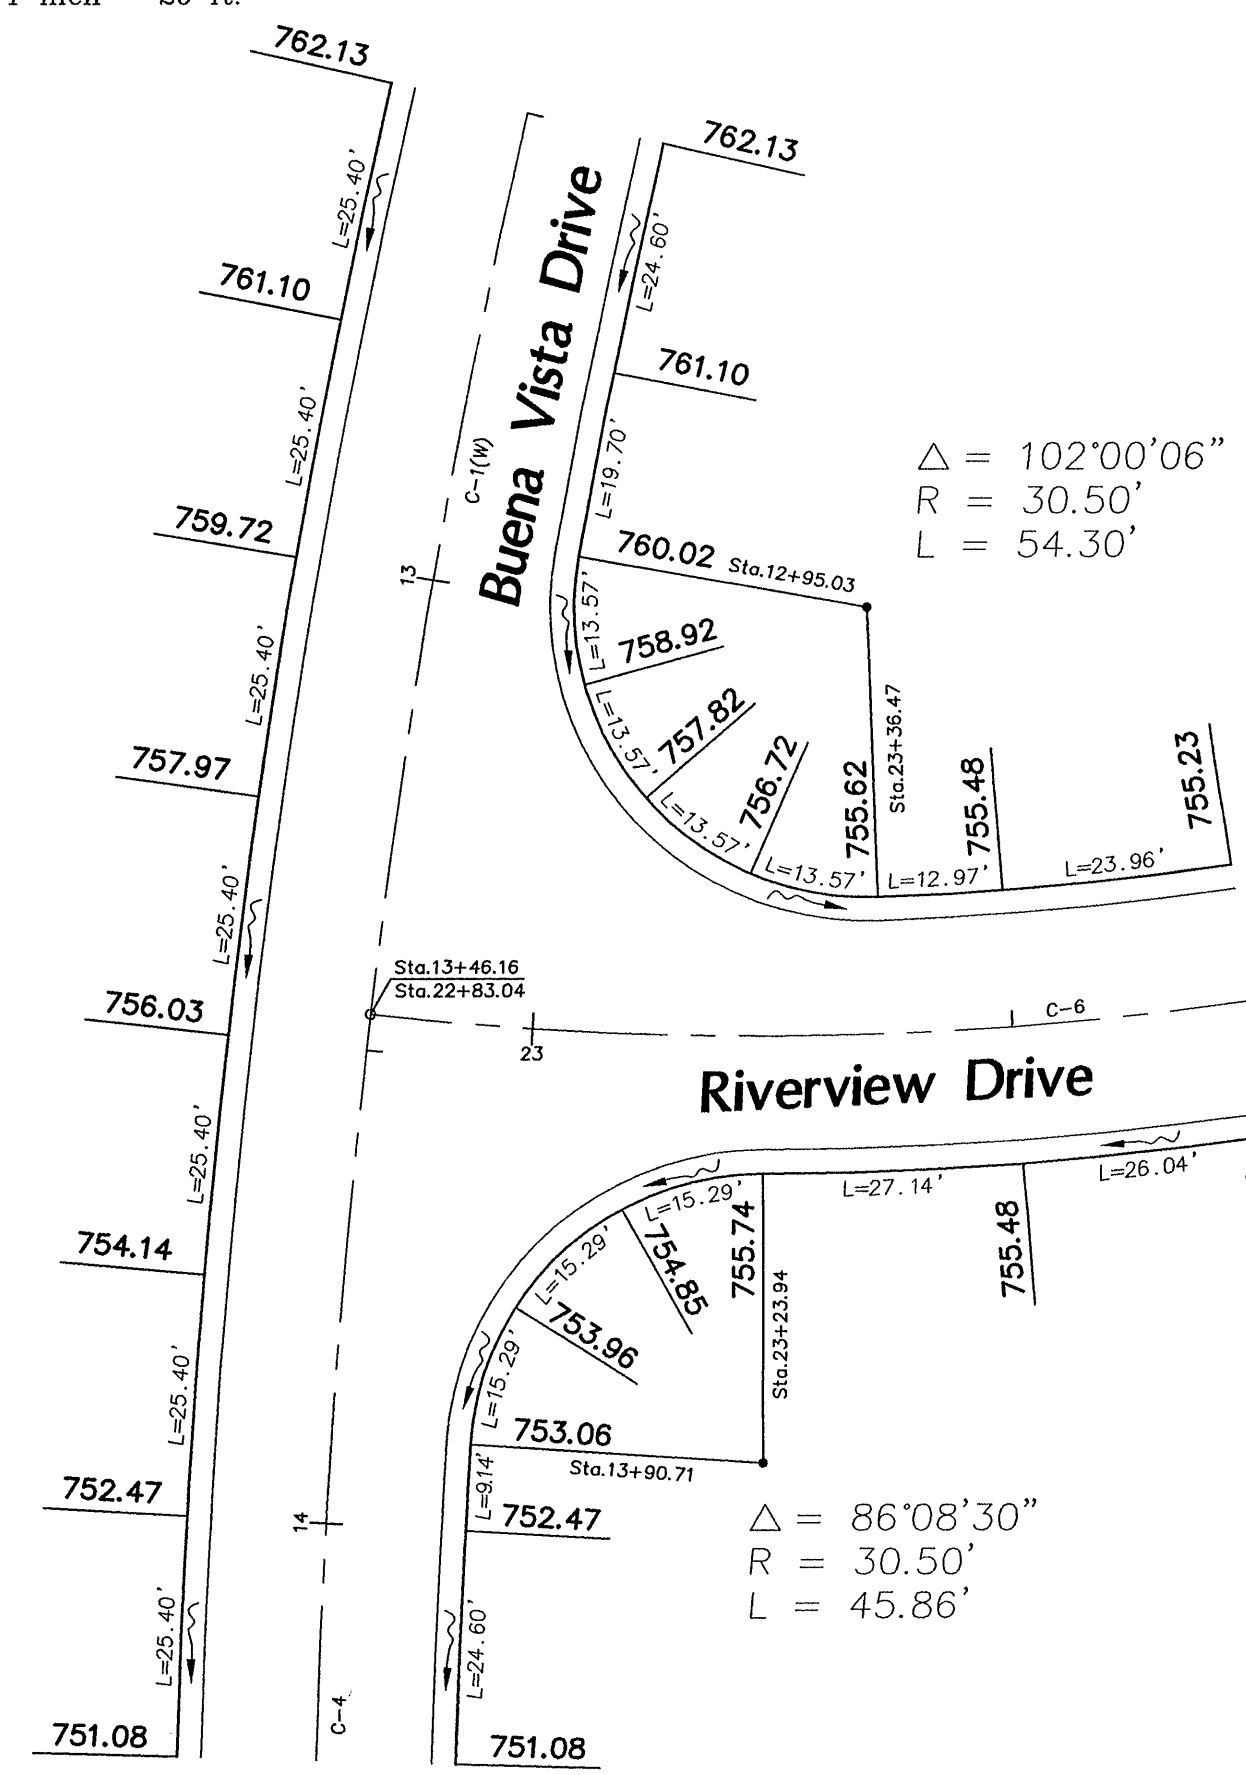 762.13
762.13
L=25.40'
L=24.60'
Buena Vista Drive
761.10
761.10
L=25.40'
C-1(W)
L=19.70'
Δ = 102°00'06"
R = 30.50'
L = 54.30'
759.72
760.02
Sta.12+95.03
13
L=13.57'
758.92
L=25.40'
L=13.57'
757.82
Sta.23+36.47
757.97
756.72
755.62
755.48
755.23
L=13.57'
L=13.57'
L=12.97'
L=23.96'
L=25.40'
Sta.13+46.16
Sta.22+83.04
756.03
C-6
23
Riverview Drive
L=25.40'
L=15.29'
L=27.14'
L=26.04'
754.14
L=15.29'
754.85
755.74
755.48
Sta.23+23.94
753.96
L=25.40'
L=15.29'
753.06
Sta.13+90.71
L=9.14'
752.47
752.47
14
Δ = 86°08'30"
R = 30.50'
L = 45.86'
L=25.40'
L=24.60'
C-4
751.08
751.08